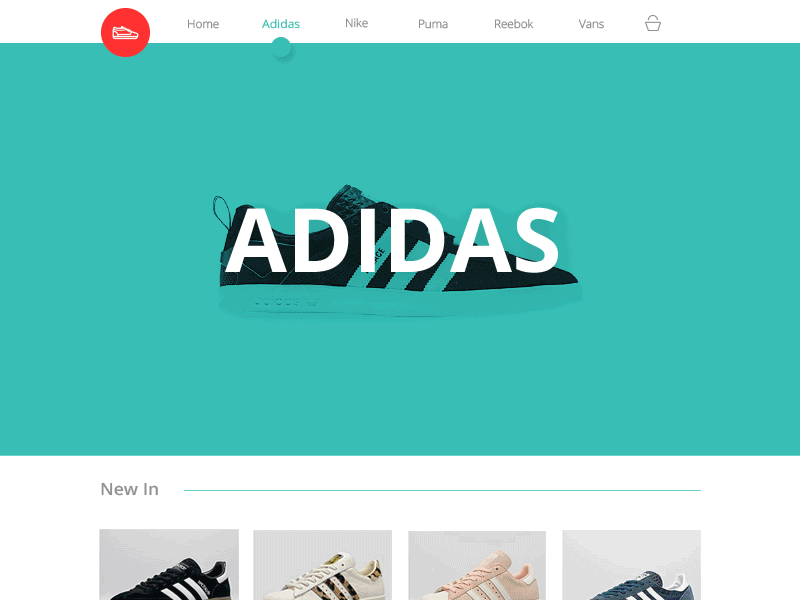 Home Adidas Nike Puma Reebok Vans
ADIDAS
New In